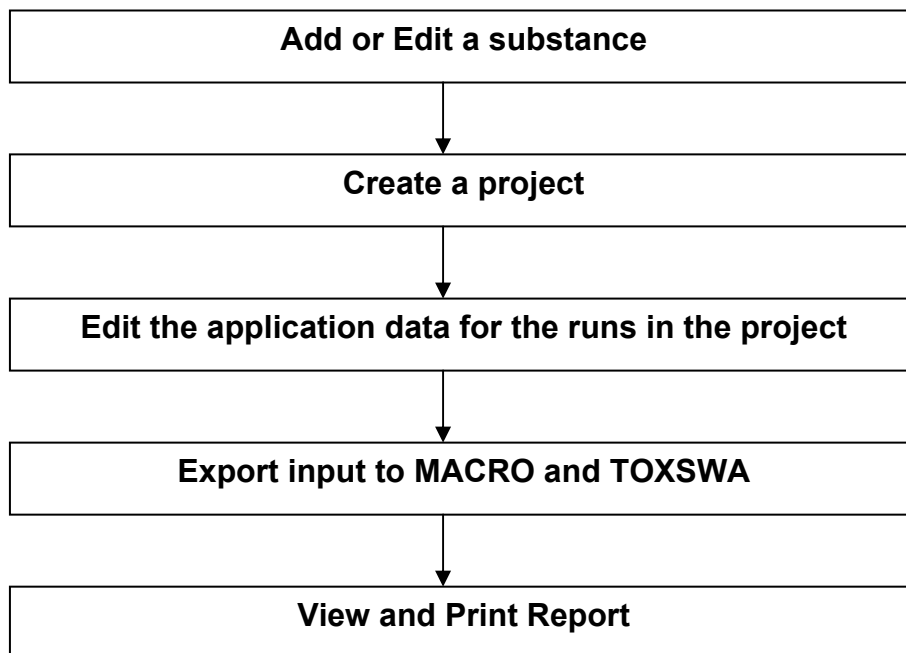 Add or Edit a substance
Create a project
Edit the application data for the runs in the project
Export input to MACRO and TOXSWA
View and Print Report